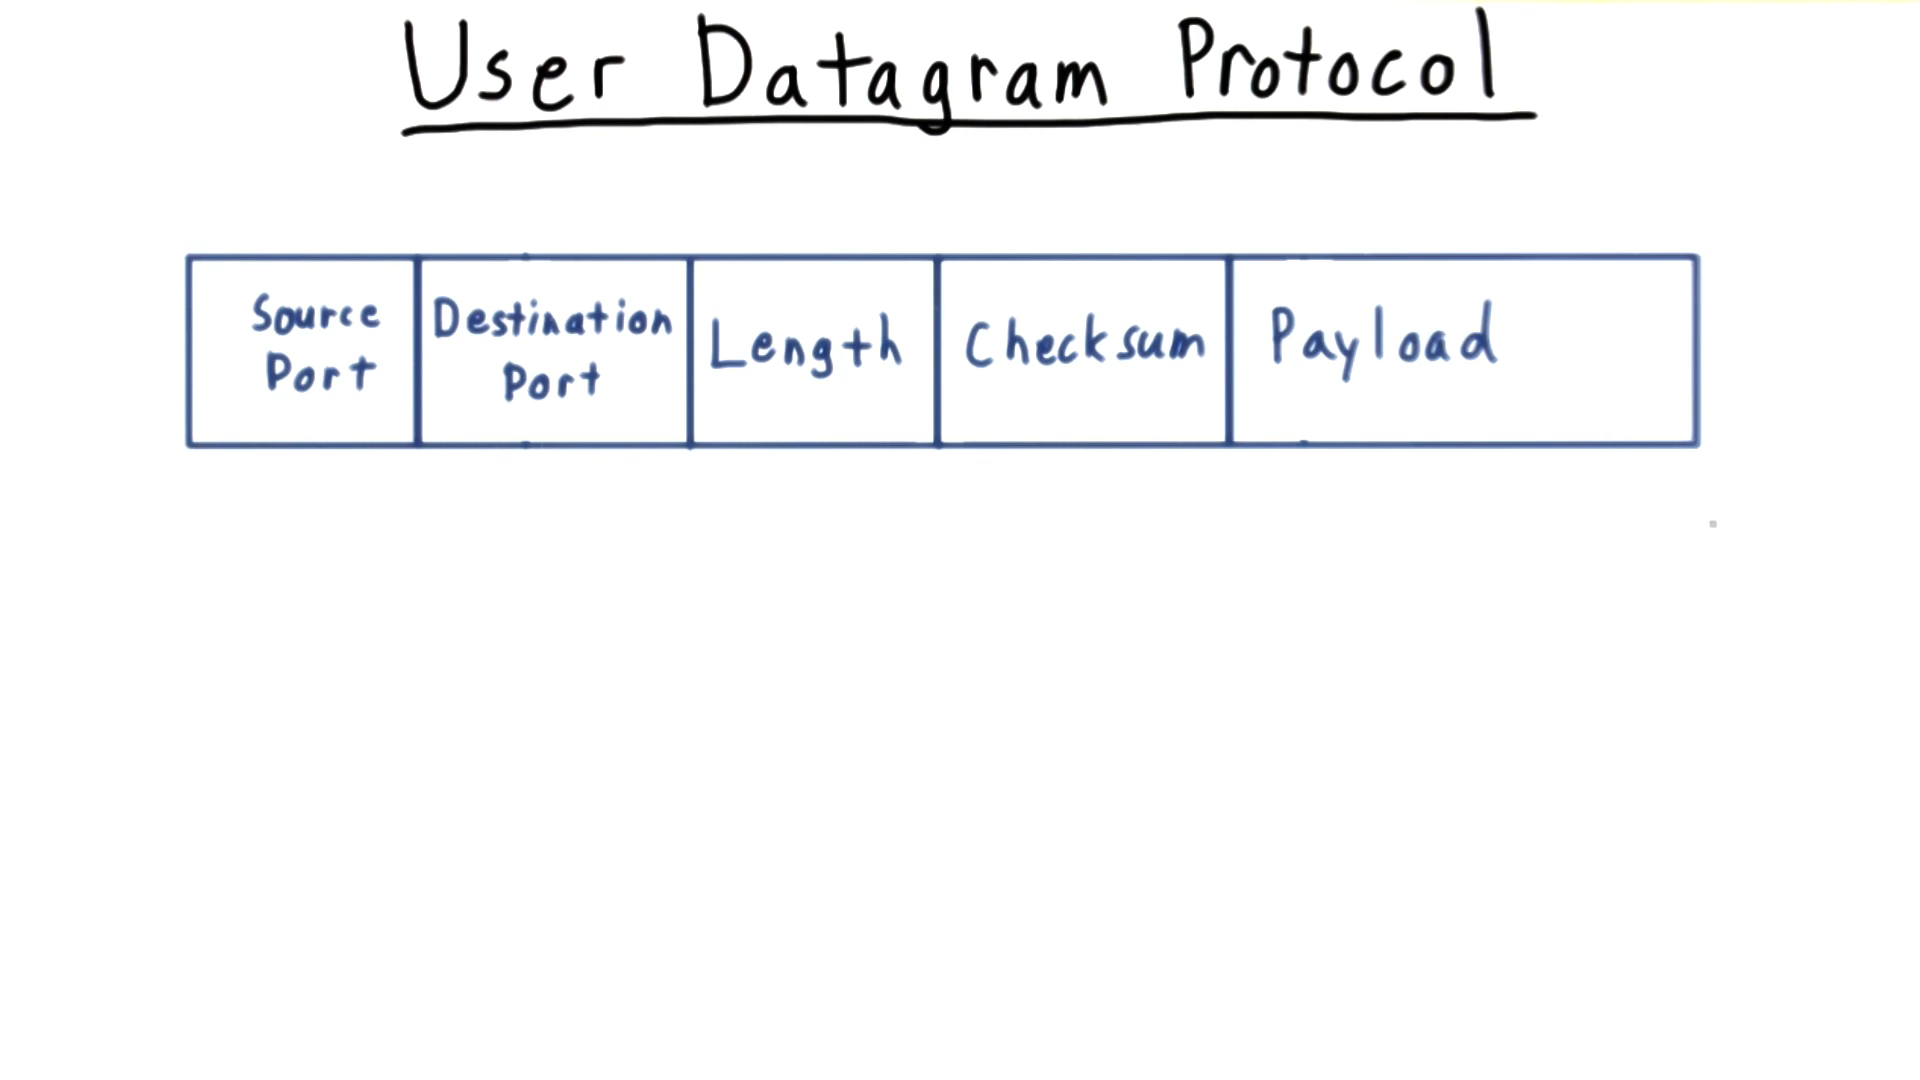 User Datagram Protocol
Source
Port
Destination
Port
Length
Checksum
Payload